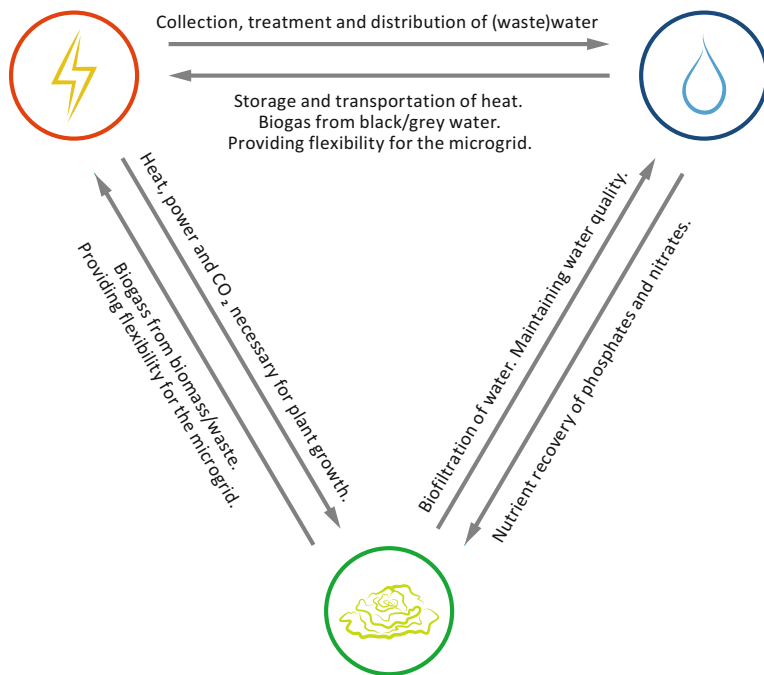 Collection, treatment and distribution of (waste)water
Storage and transportation of heat.
Biogas from black/grey water.
Providing flexibility for the microgrid.
Heat, power and CO₂ necessary for plant growth.
Biogass from biomass/waste.
Providing flexibility for the microgrid.
Biofiltration of water. Maintaining water quality.
Nutrient recovery of phosphates and nitrates.